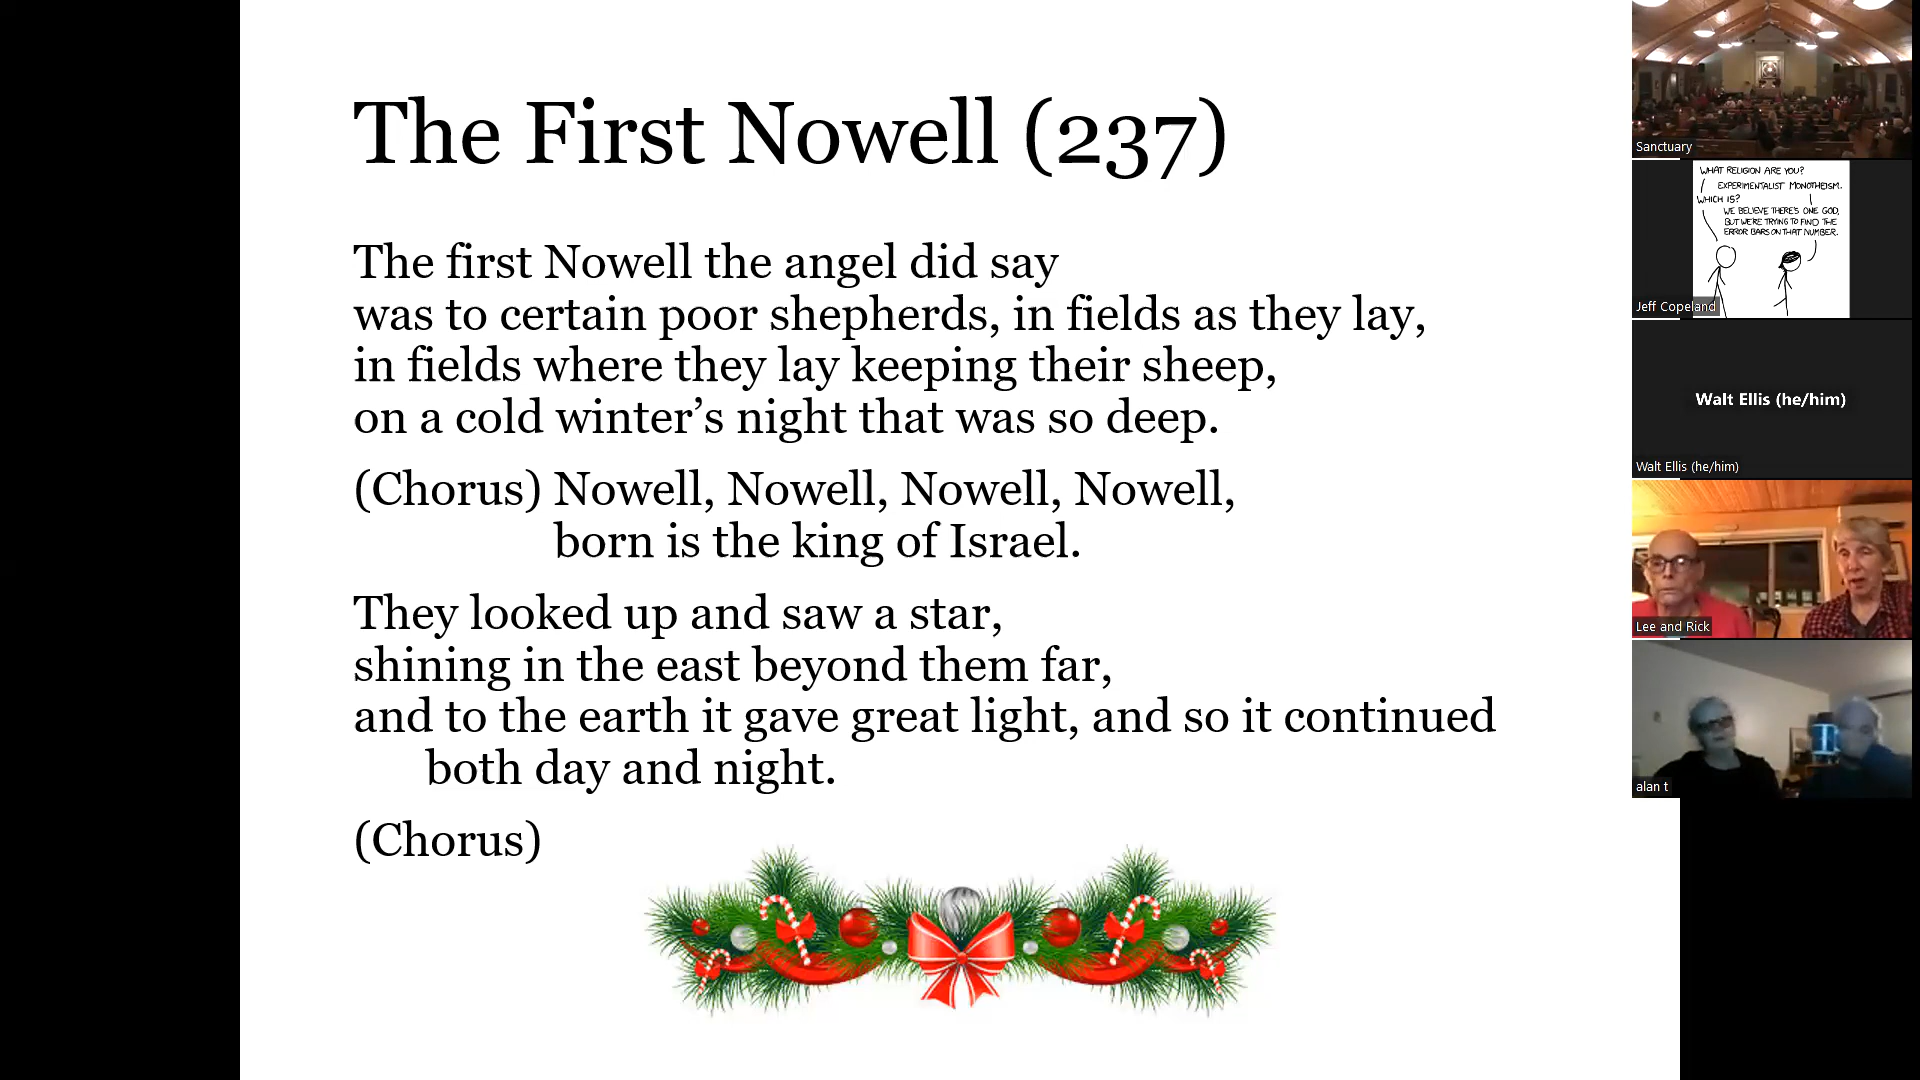 The First Nowell (237)
The first Nowell the angel did say
was to certain poor shepherds, in fields as they lay,
in fields where they lay keeping their sheep,
on a cold winter’s night that was so deep.
(Chorus) Nowell, Nowell, Nowell, Nowell,
born is the king of Israel.
They looked up and saw a star,
shining in the east beyond them far,
and to the earth it gave great light, and so it continued
both day and night.
(Chorus)
Sanctuary
WHAT RELIGION ARE YOU?
EXPERIMENTALIST MONOTHEISM.
WHICH IS?
WE BELIEVE THERE'S ONE GOD,
BUT WE'RE TRYING TO FIND THE
ERROR BARS ON THAT NUMBER.
Jeff Copeland
Walt Ellis (he/him)
Walt Ellis (he/him)
Lee and Rick
alan t